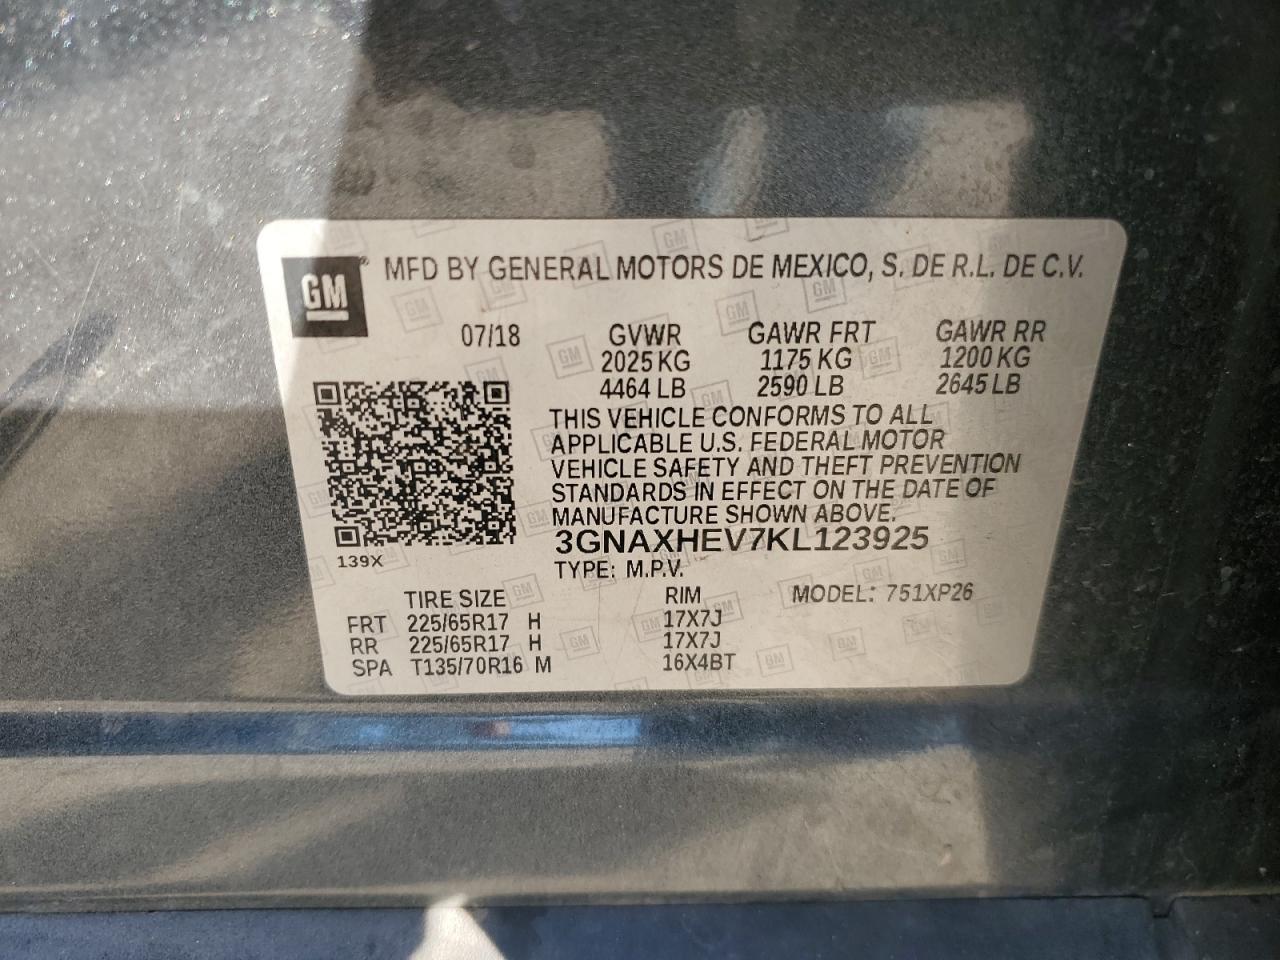 GM ® MFD BY GENERAL MOTORS DE MEXICO, S. DE R.L. DE C.V.
07/18 GVWR GAWR FRT GAWR RR
2025 KG 1175 KG 1200 KG
4464 LB 2590 LB 2645 LB
THIS VEHICLE CONFORMS TO ALL
APPLICABLE U.S. FEDERAL MOTOR
VEHICLE SAFETY AND THEFT PREVENTION
STANDARDS IN EFFECT ON THE DATE OF
MANUFACTURE SHOWN ABOVE.
3GNAXHEV7KL123925
139X
TYPE: M.P.V.
TIRE SIZE RIM MODEL: 751XP26
FRT 225/65R17 H 17X7J
RR 225/65R17 H 17X7J
SPA T135/70R16 M 16X4BT